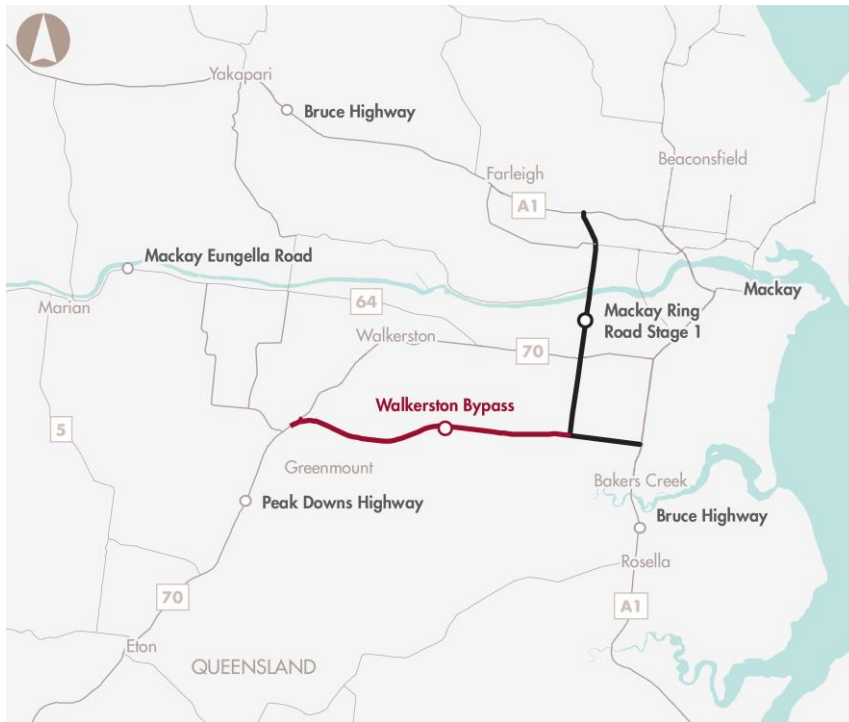 Yakapari
Bruce Highway
Beaconsfield
Farleigh
A1
Mackay Eungella Road
Mackay
64
Marian
Mackay Ring
Road Stage 1
Walkerston
70
Walkerston Bypass
5
Greenmount
Bakers Creek
Peak Downs Highway
Bruce Highway
Rosella
70
A1
Eton
QUEENSLAND